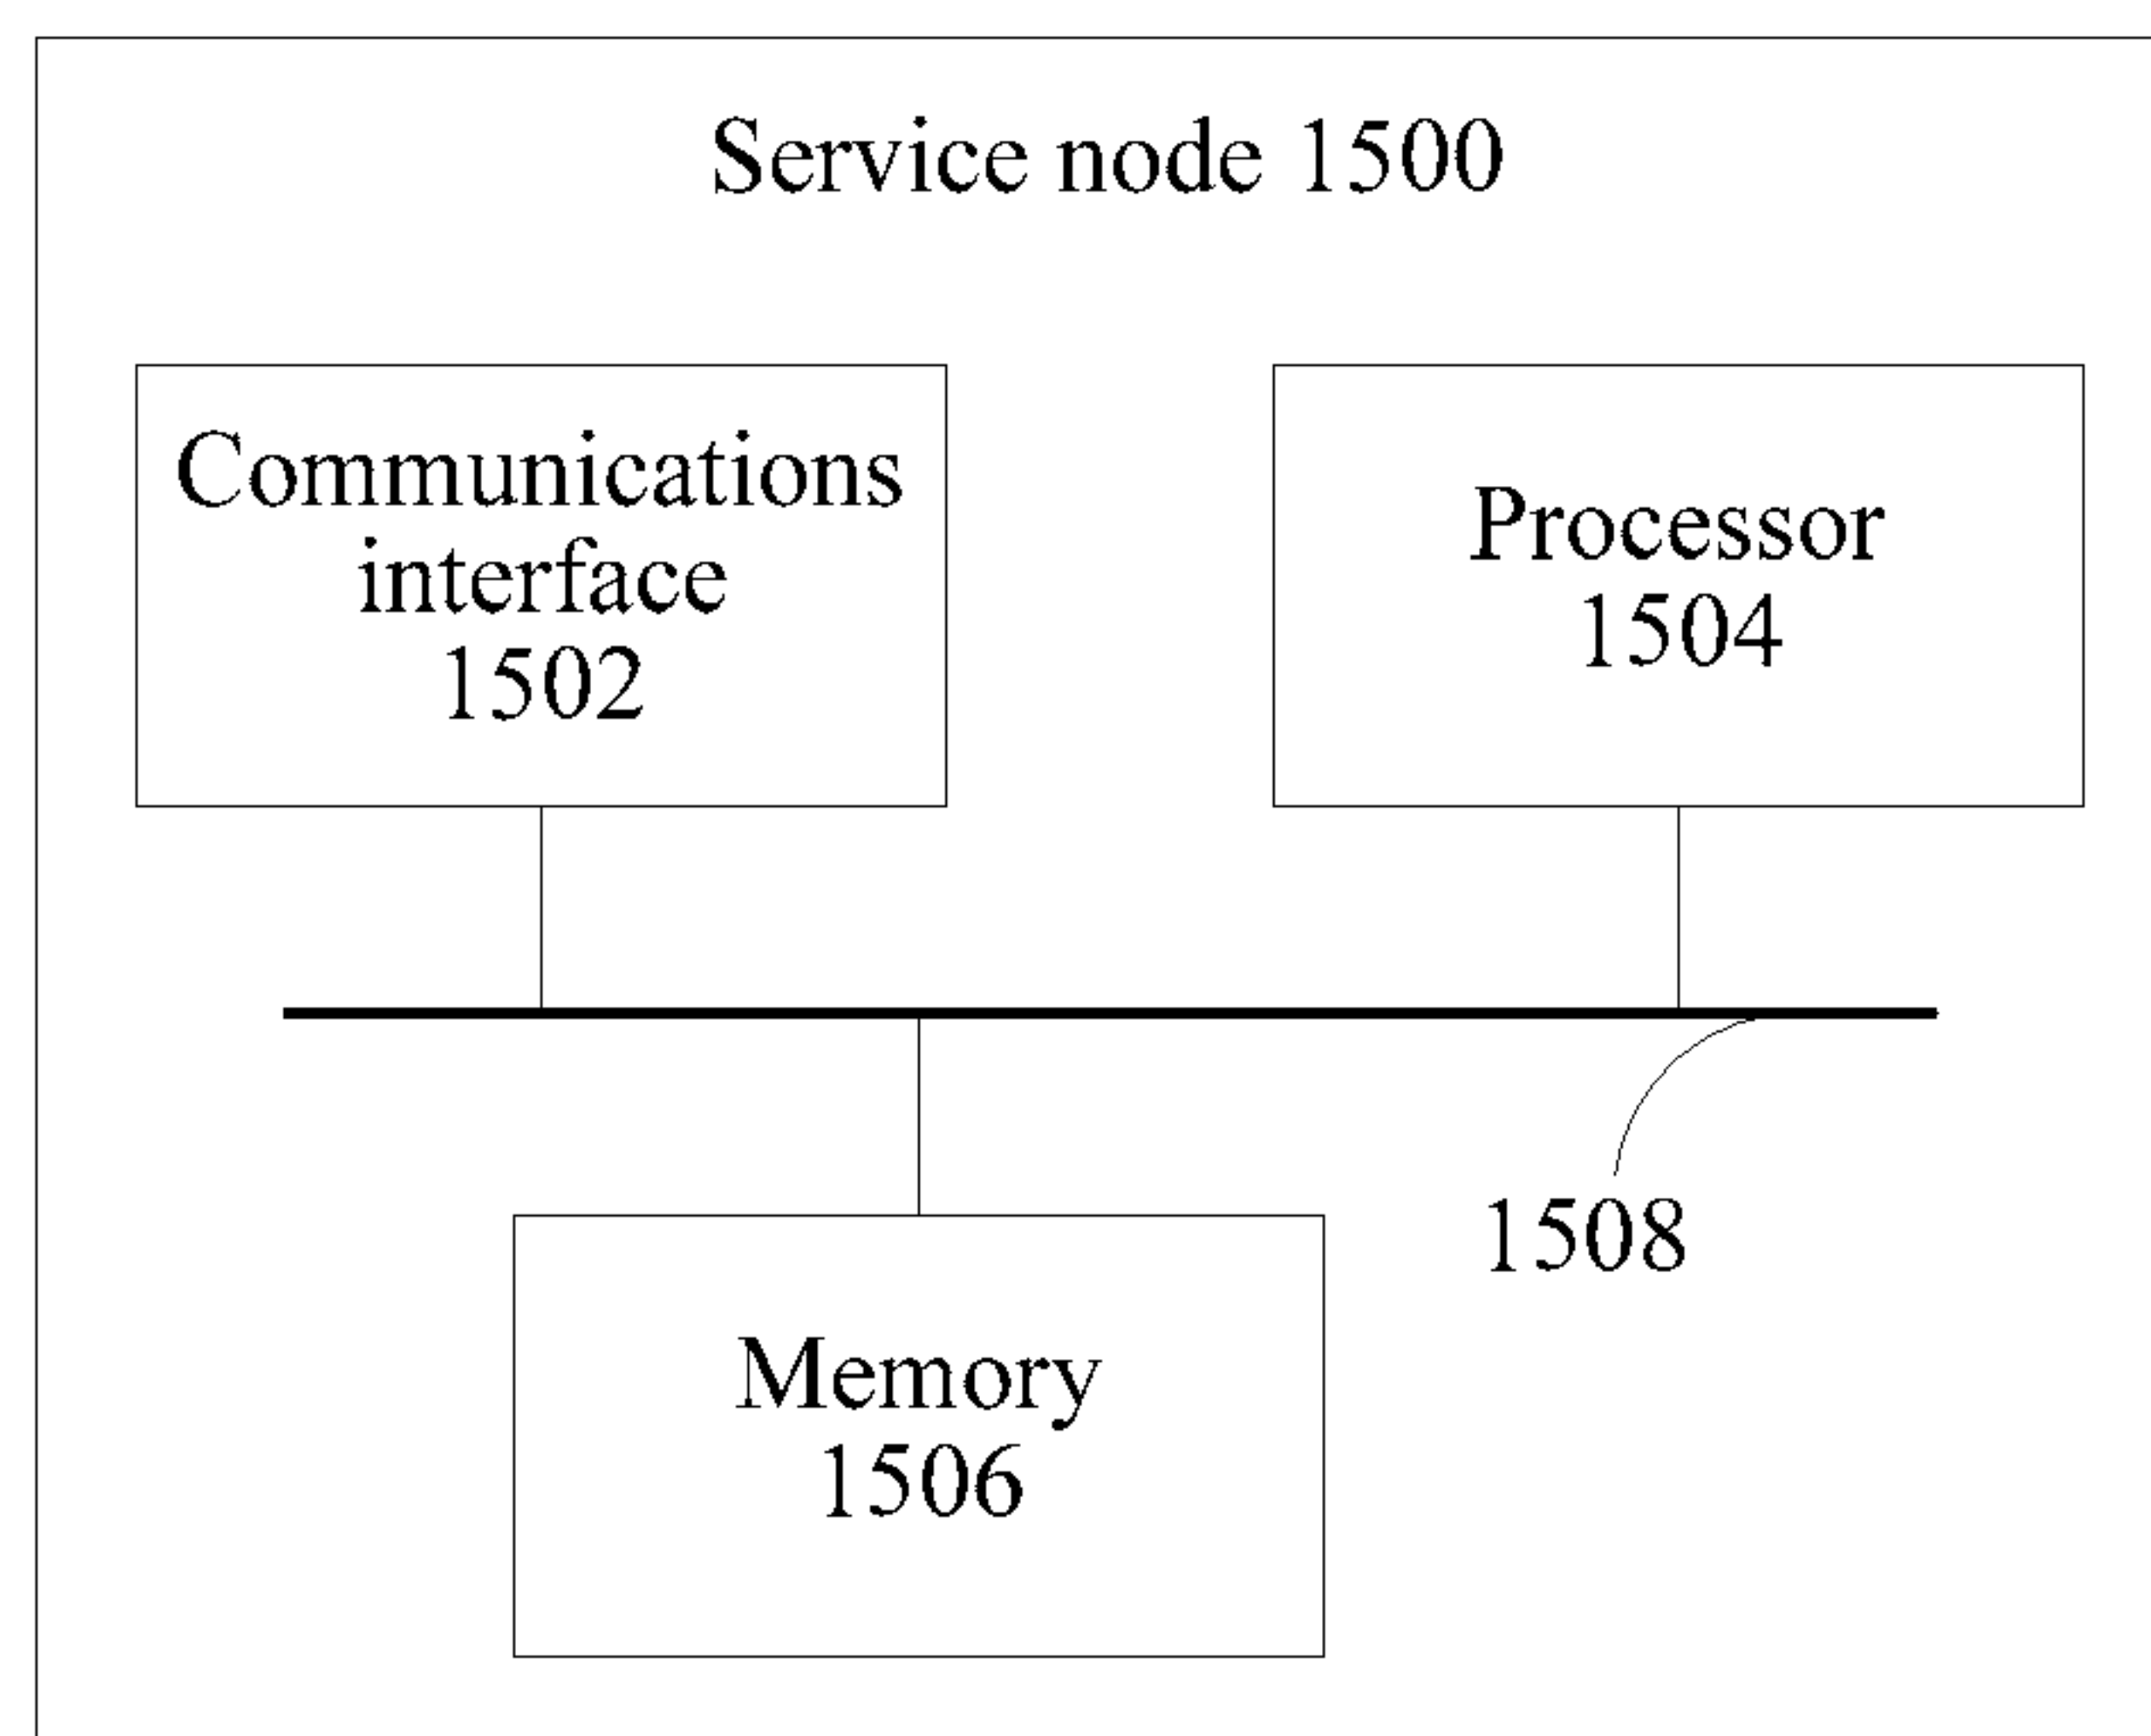 Service node 1500
Communications
interface
1502
Processor
1504
1508
Memory
1506